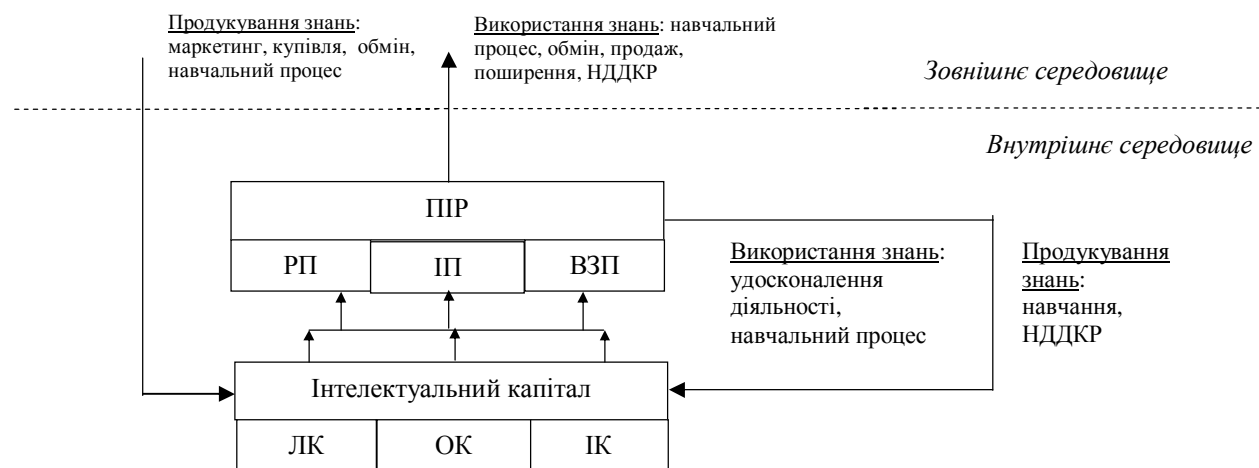 Продукування знань:
маркетинг, купівля, обмін,
навчальний процес
Використання знань: навчальний
процес, обмін, продаж,
поширення, НДДКР
Зовнішнє середовище
Внутрішнє середовище
ПІР
РП
ІП
ВЗП
Використання знань:
удосконалення
діяльності,
навчальний процес
Продукування
знань:
навчання,
НДДКР
Інтелектуальний капітал
ЛК
ОК
ІК